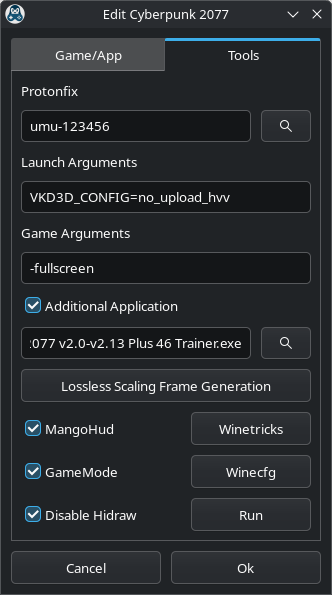 Edit Cyberpunk 2077
Game/App
Tools
Protonfix
umu-123456
Launch Arguments
VKD3D_CONFIG=no_upload_hvv
Game Arguments
-fullscreen
Additional Application
:077 v2.0-v2.13 Plus 46 Trainer.exe
Lossless Scaling Frame Generation
MangoHud
Winetricks
GameMode
Winecfg
Disable Hidraw
Run
Cancel
Ok